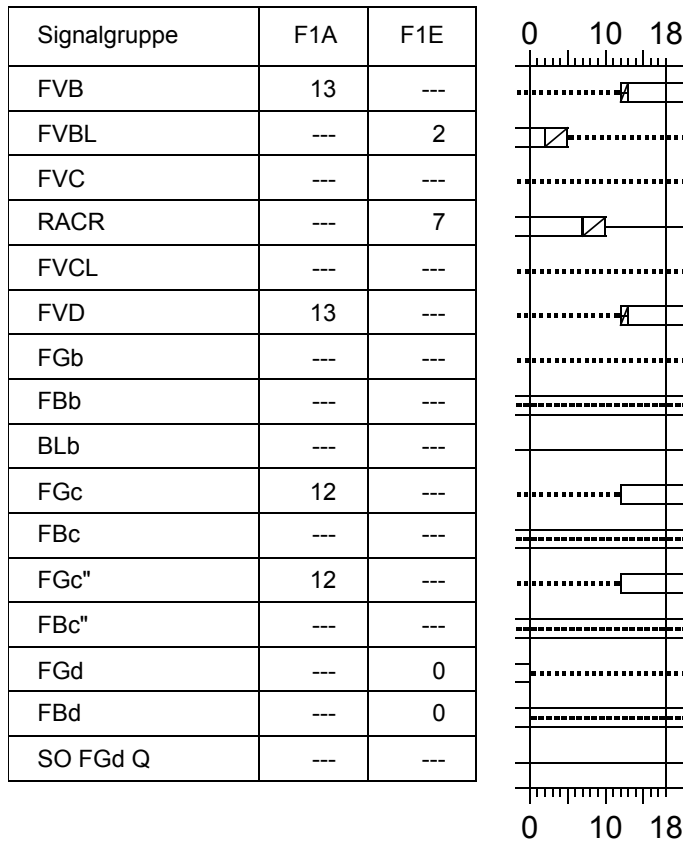 Signalgruppe F1A F1E 0 10 18
FVB 13 ---
FVBL --- 2
FVC --- ---
RACR --- 7
FVCL --- ---
FVD 13 ---
FGb --- ---
FBb --- ---
BLb --- ---
FGc 12 ---
FBc --- ---
FGc" 12 ---
FBc" --- ---
FGd --- 0
FBd --- 0
SO FGd Q --- ---
0 10 18